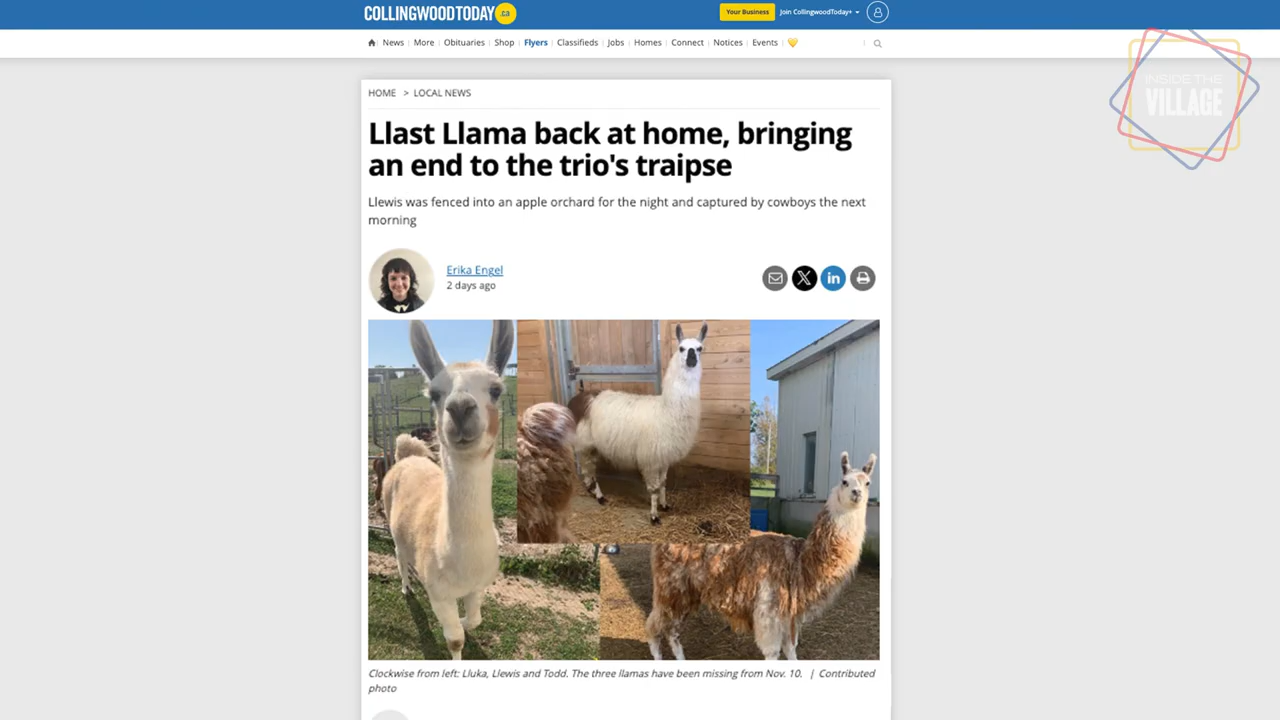 COLLINGWOODTODAY.ca
Your Business
Join CollingwoodToday+
News
More
Obituaries
Shop
Flyers
Classifieds
Jobs
Homes
Connect
Notices
Events
INSIDE THE
VILLAGE
HOME > LOCAL NEWS
Llast Llama back at home, bringing
an end to the trio's traipse
Llewis was fenced into an apple orchard for the night and captured by cowboys the next
morning
Erika Engel
2 days ago
X
in
Clockwise from left: Lluka, Llewis and Todd. The three llamas have been missing from Nov. 10. | Contributed
photo